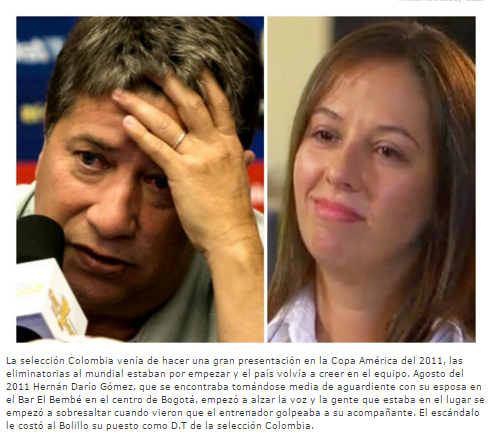 La selección Colombia venía de hacer una gran presentación en la Copa América del 2011, las
eliminatorias al mundial estaban por empezar y el país volvía a creer en el equipo. Agosto del
2011 Hernán Darío Gómez, que se encontraba tomándose media de aguardiente con su esposa en
el Bar El Bembé en el centro de Bogotá, empezó a alzar la voz y la gente que estaba en el lugar se
empezó a sobresaltar cuando vieron que el entrenador golpeaba a su acompañante. El escándalo
le costó al Bolillo su puesto como D.T de la selección Colombia.